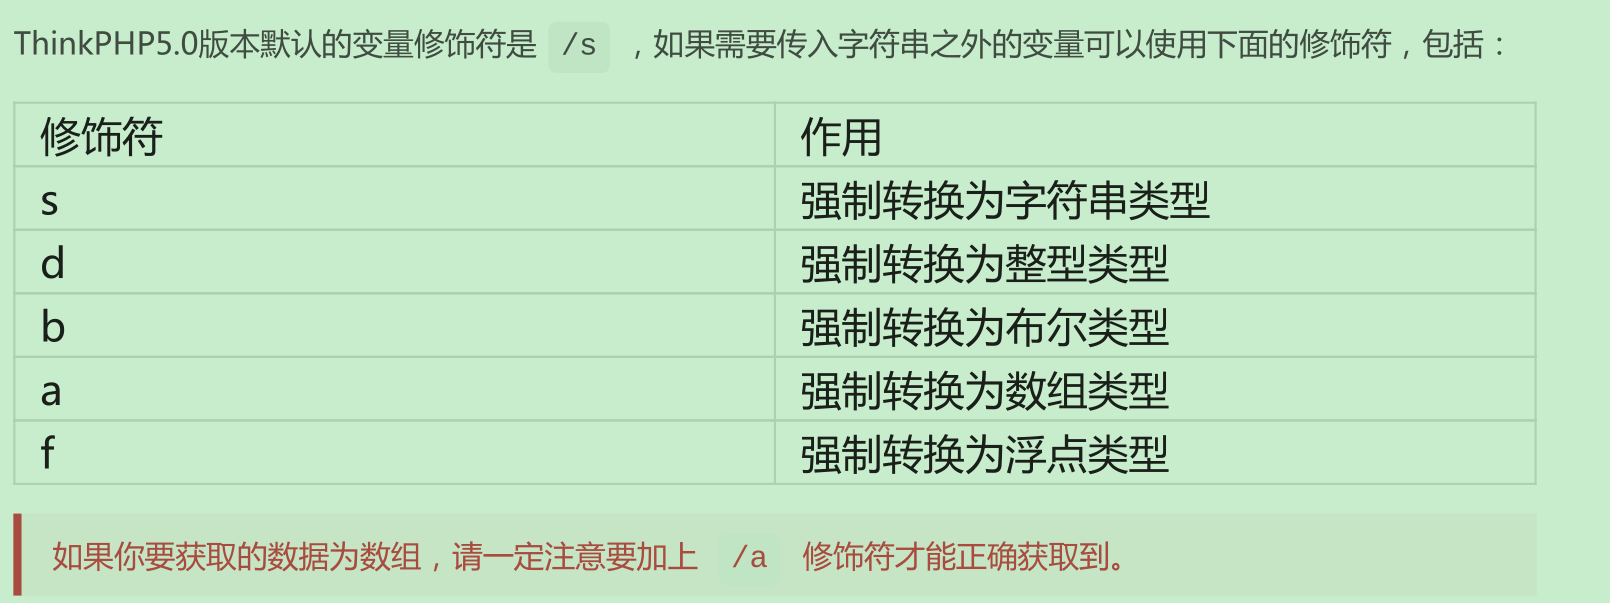 ThinkPHP5.0版本默认的变量修饰符是 /s ，如果需要传入字符串之外的变量可以使用下面的修饰符，包括：
修饰符 作用
s 强制转换为字符串类型
d 强制转换为整型类型
b 强制转换为布尔类型
a 强制转换为数组类型
f 强制转换为浮点类型
如果你要获取的数据为数组，请一定注意要加上 /a 修饰符才能正确获取到。